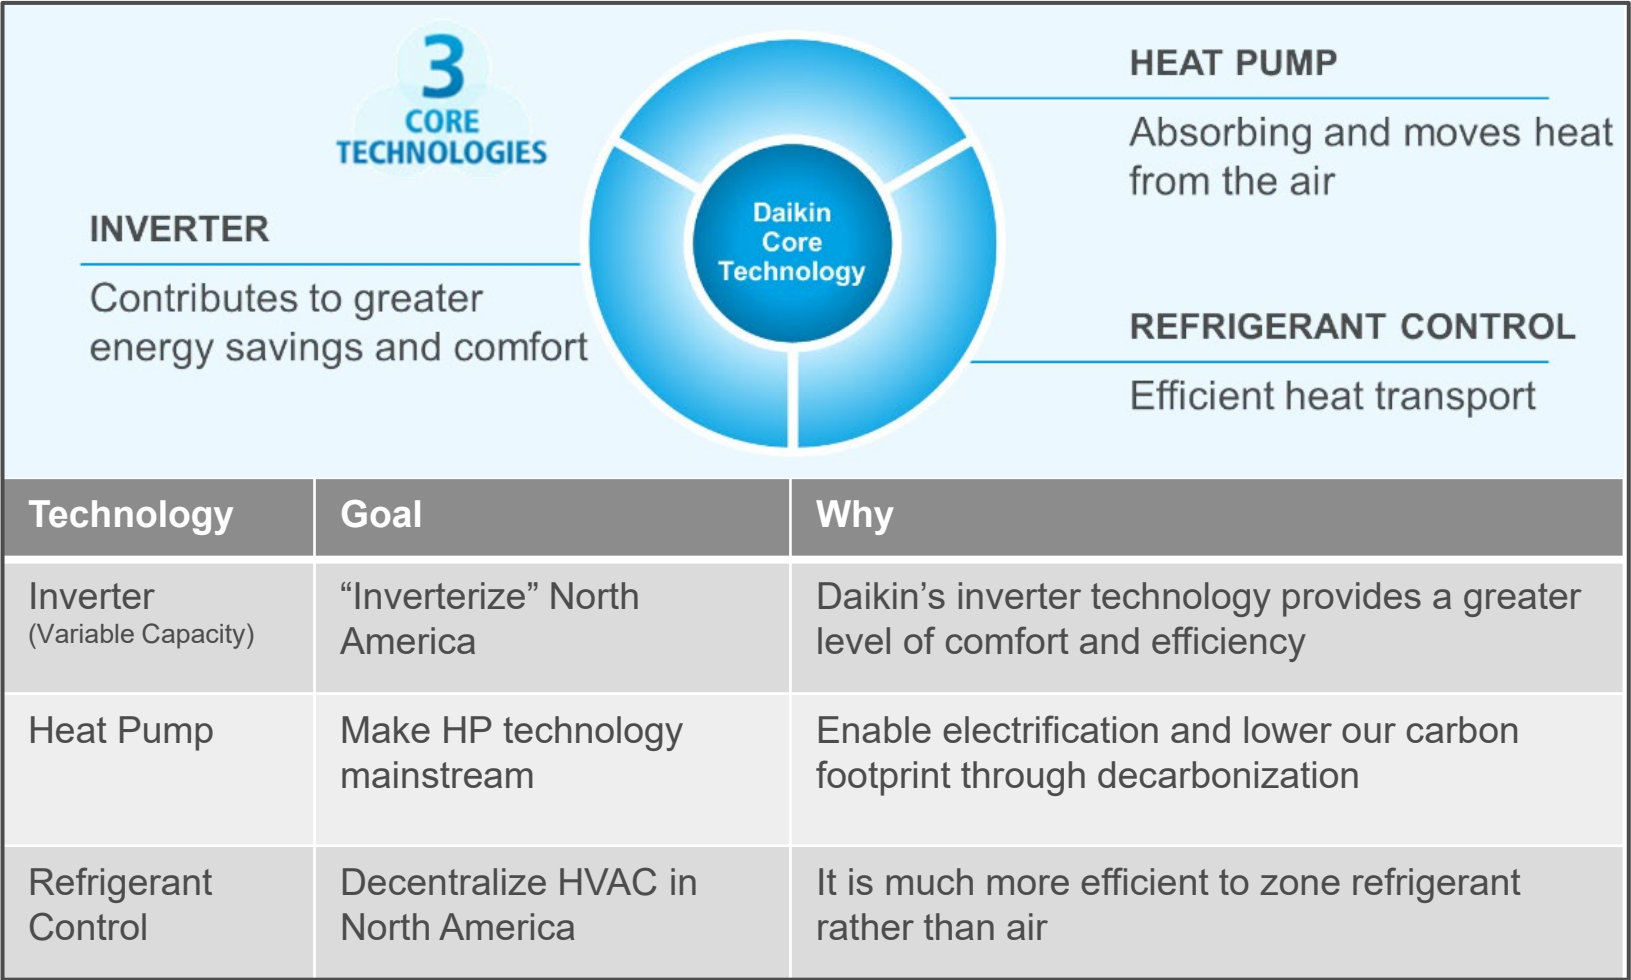 3
CORE
TECHNOLOGIES
INVERTER
Contributes to greater
energy savings and comfort
Daikin
Core
Technology
HEAT PUMP
Absorbing and moves heat
from the air
REFRIGERANT CONTROL
Efficient heat transport
Technology Goal Why
Inverter
(Variable Capacity)
“Inverterize” North
America
Daikin’s inverter technology provides a greater
level of comfort and efficiency
Heat Pump
Make HP technology
mainstream
Enable electrification and lower our carbon
footprint through decarbonization
Refrigerant
Control
Decentralize HVAC in
North America
It is much more efficient to zone refrigerant
rather than air